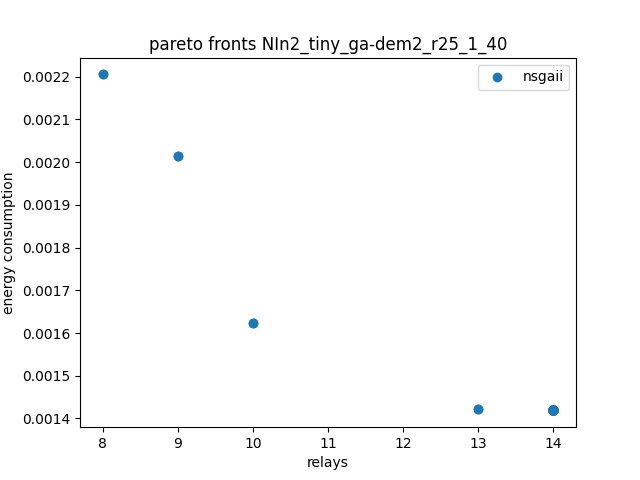 pareto fronts NIn2_tiny_ga-dem2_r25_1_40
nsgaii
0.0022
0.0021
0.0020
0.0019
0.0018
0.0017
0.0016
0.0015
0.0014
energy consumption
8 9 10 11 12 13 14
relays